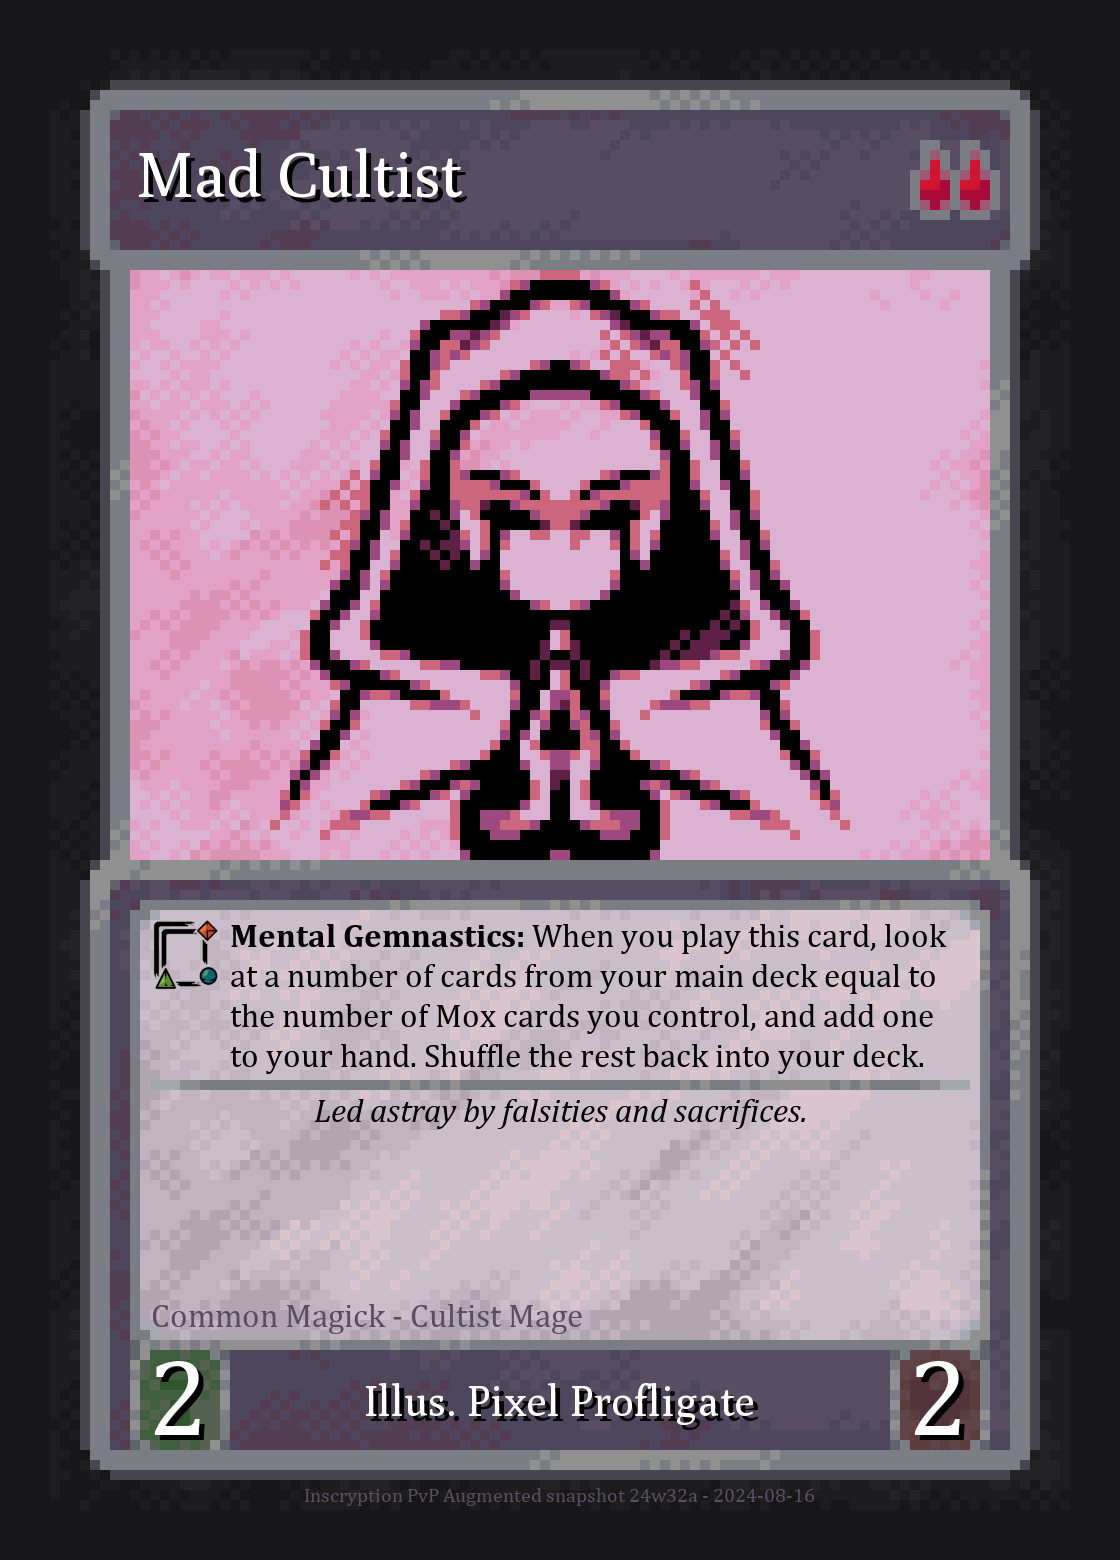 Mad Cultist
Mental Gemnastics: When you play this card, look
at a number of cards from your main deck equal to
the number of Mox cards you control, and add one
to your hand. Shuffle the rest back into your deck.
Led astray by falsities and sacrifices.
Common Magick - Cultist Mage
2
Illus. Pixel Profligate
2
Inscryption PvP Augmented snapshot 24w32a - 2024-08-16